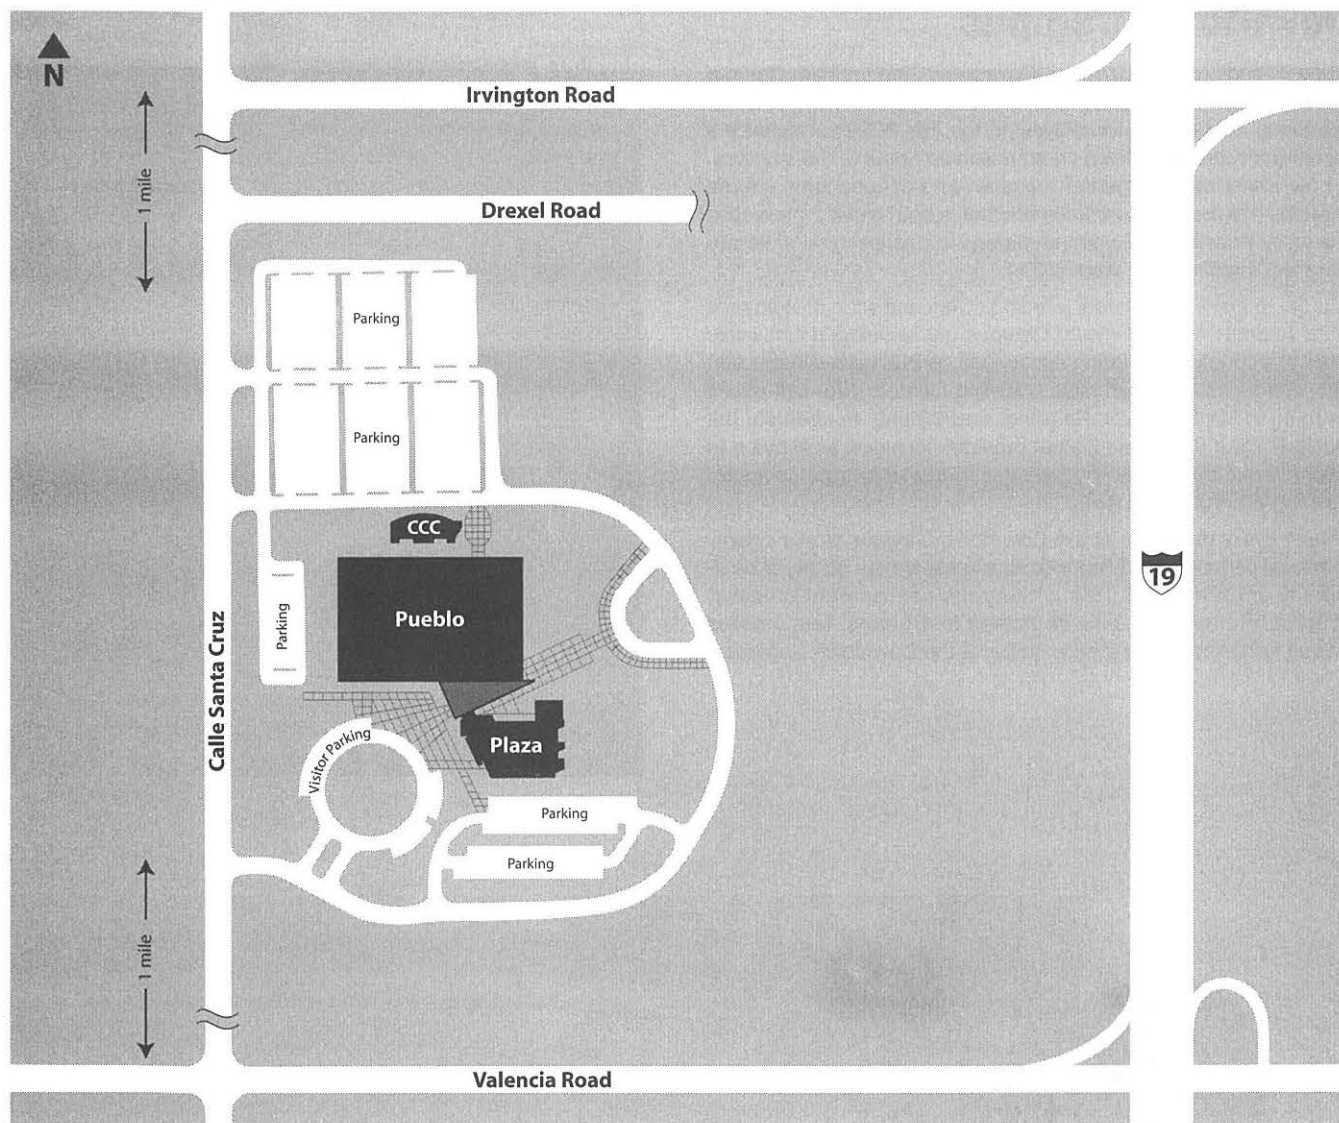 N
Irvington Road
1 mile
Drexel Road
Parking
Parking
CCC
19
Pueblo
Parking
Calle Santa Cruz
Visitor Parking
Plaza
Parking
Parking
1 mile
Valencia Road